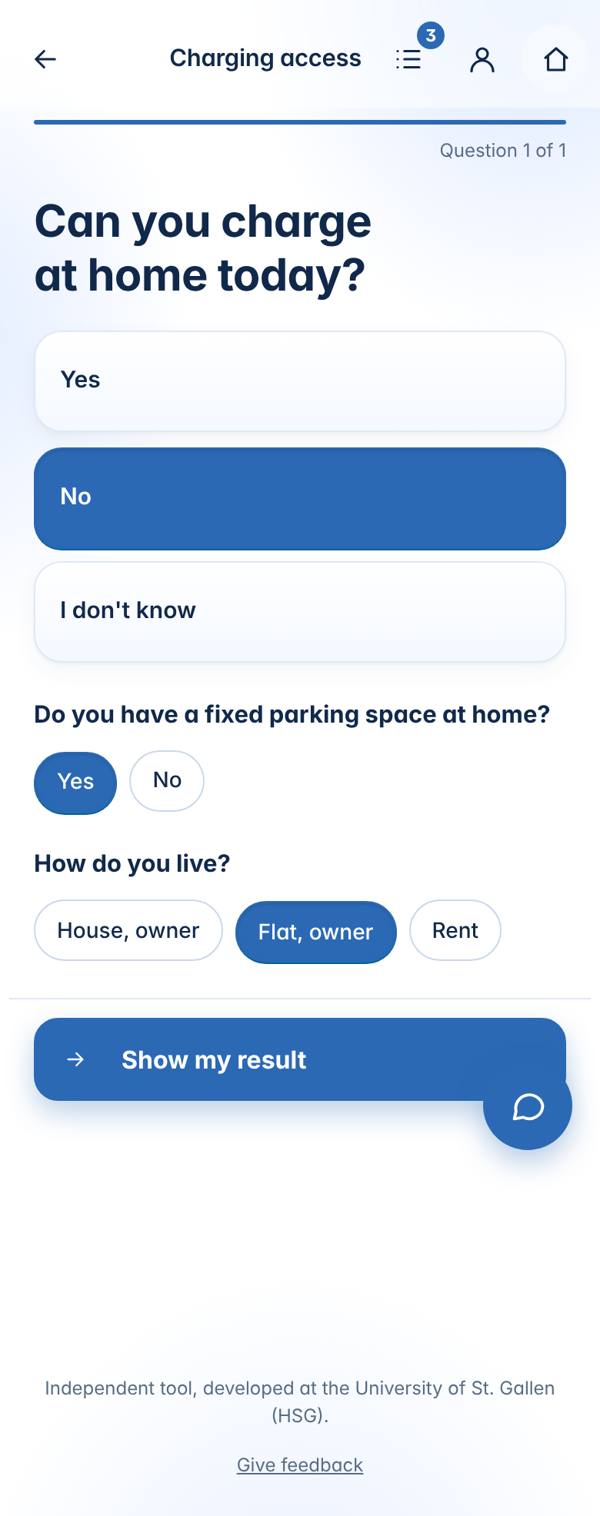 Charging access
3
Question 1 of 1
Can you charge
at home today?
Yes
No
I don't know
Do you have a fixed parking space at home?
Yes
No
How do you live?
House, owner
Flat, owner
Rent
Show my result
Independent tool, developed at the University of St. Gallen
(HSG).
Give feedback